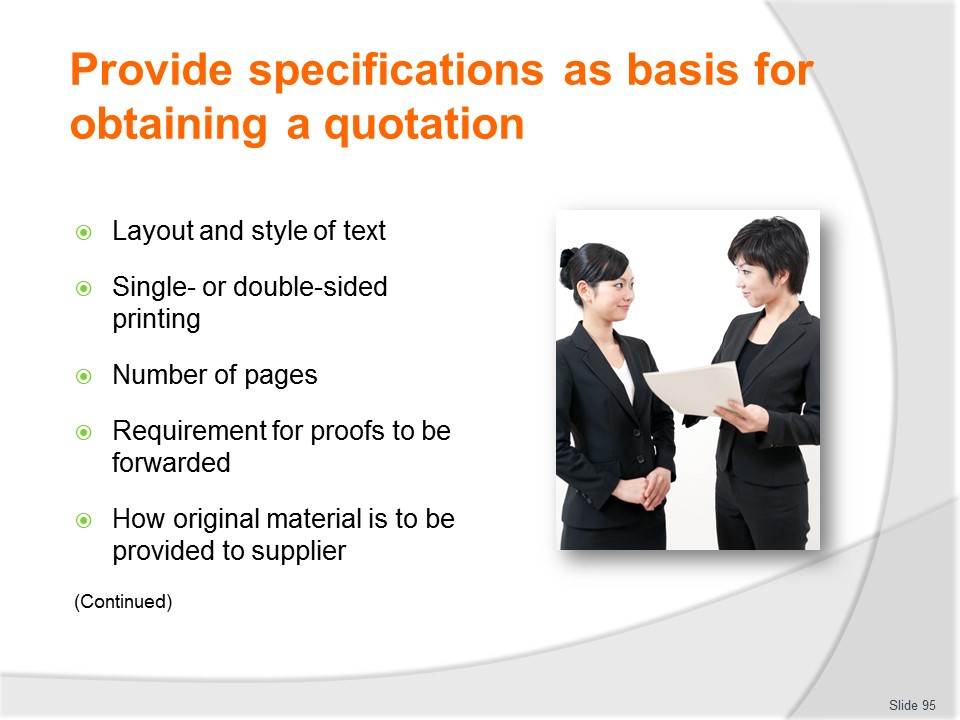 Provide specifications as basis for
obtaining a quotation
Layout and style of text
Single- or double-sided
printing
Number of pages
Requirement for proofs to be
forwarded
How original material is to be
provided to supplier
(Continued)
Slide 95